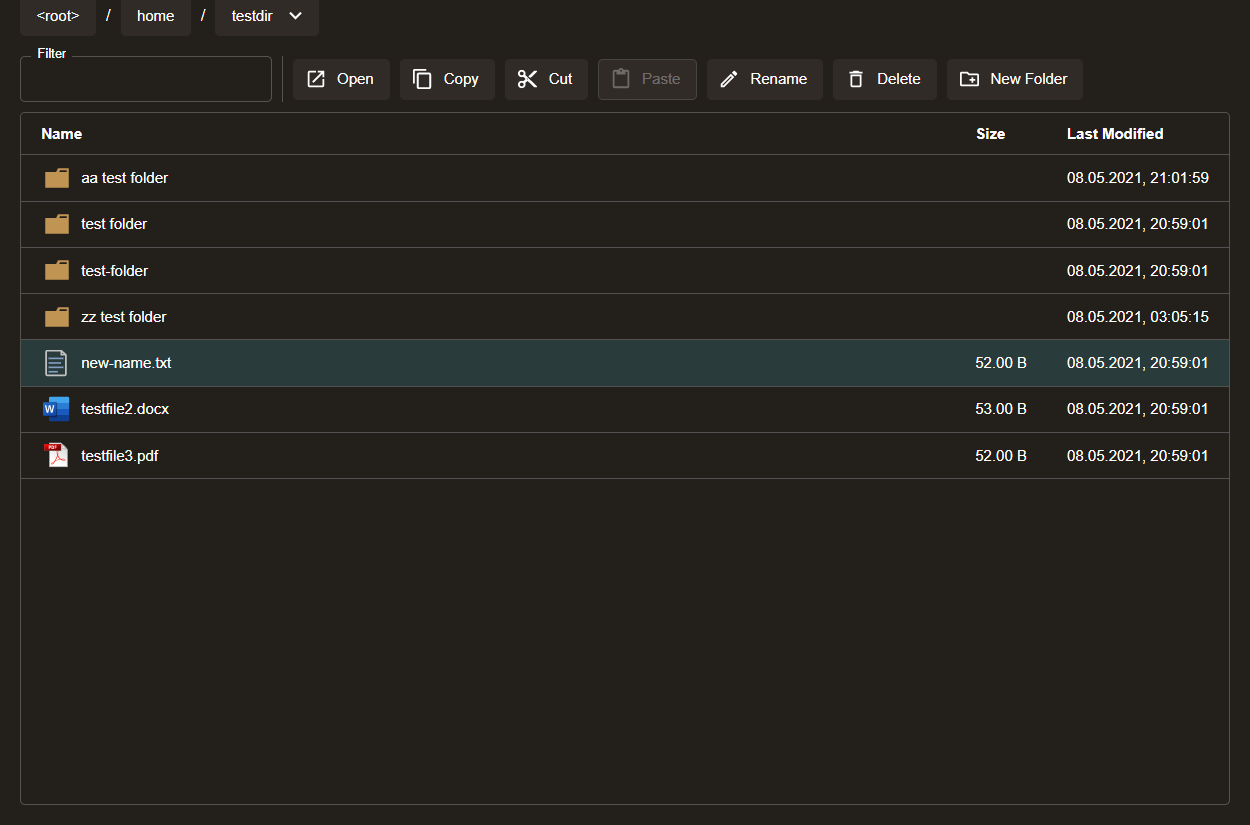 <root> / home / testdir
Filter
Open Copy Cut Paste Rename Delete New Folder
Name Size Last Modified
aa test folder 08.05.2021, 21:01:59
test folder 08.05.2021, 20:59:01
test-folder 08.05.2021, 20:59:01
zz test folder 08.05.2021, 03:05:15
new-name.txt 52.00 B 08.05.2021, 20:59:01
W testfile2.docx 53.00 B 08.05.2021, 20:59:01
PDF testfile3.pdf 52.00 B 08.05.2021, 20:59:01